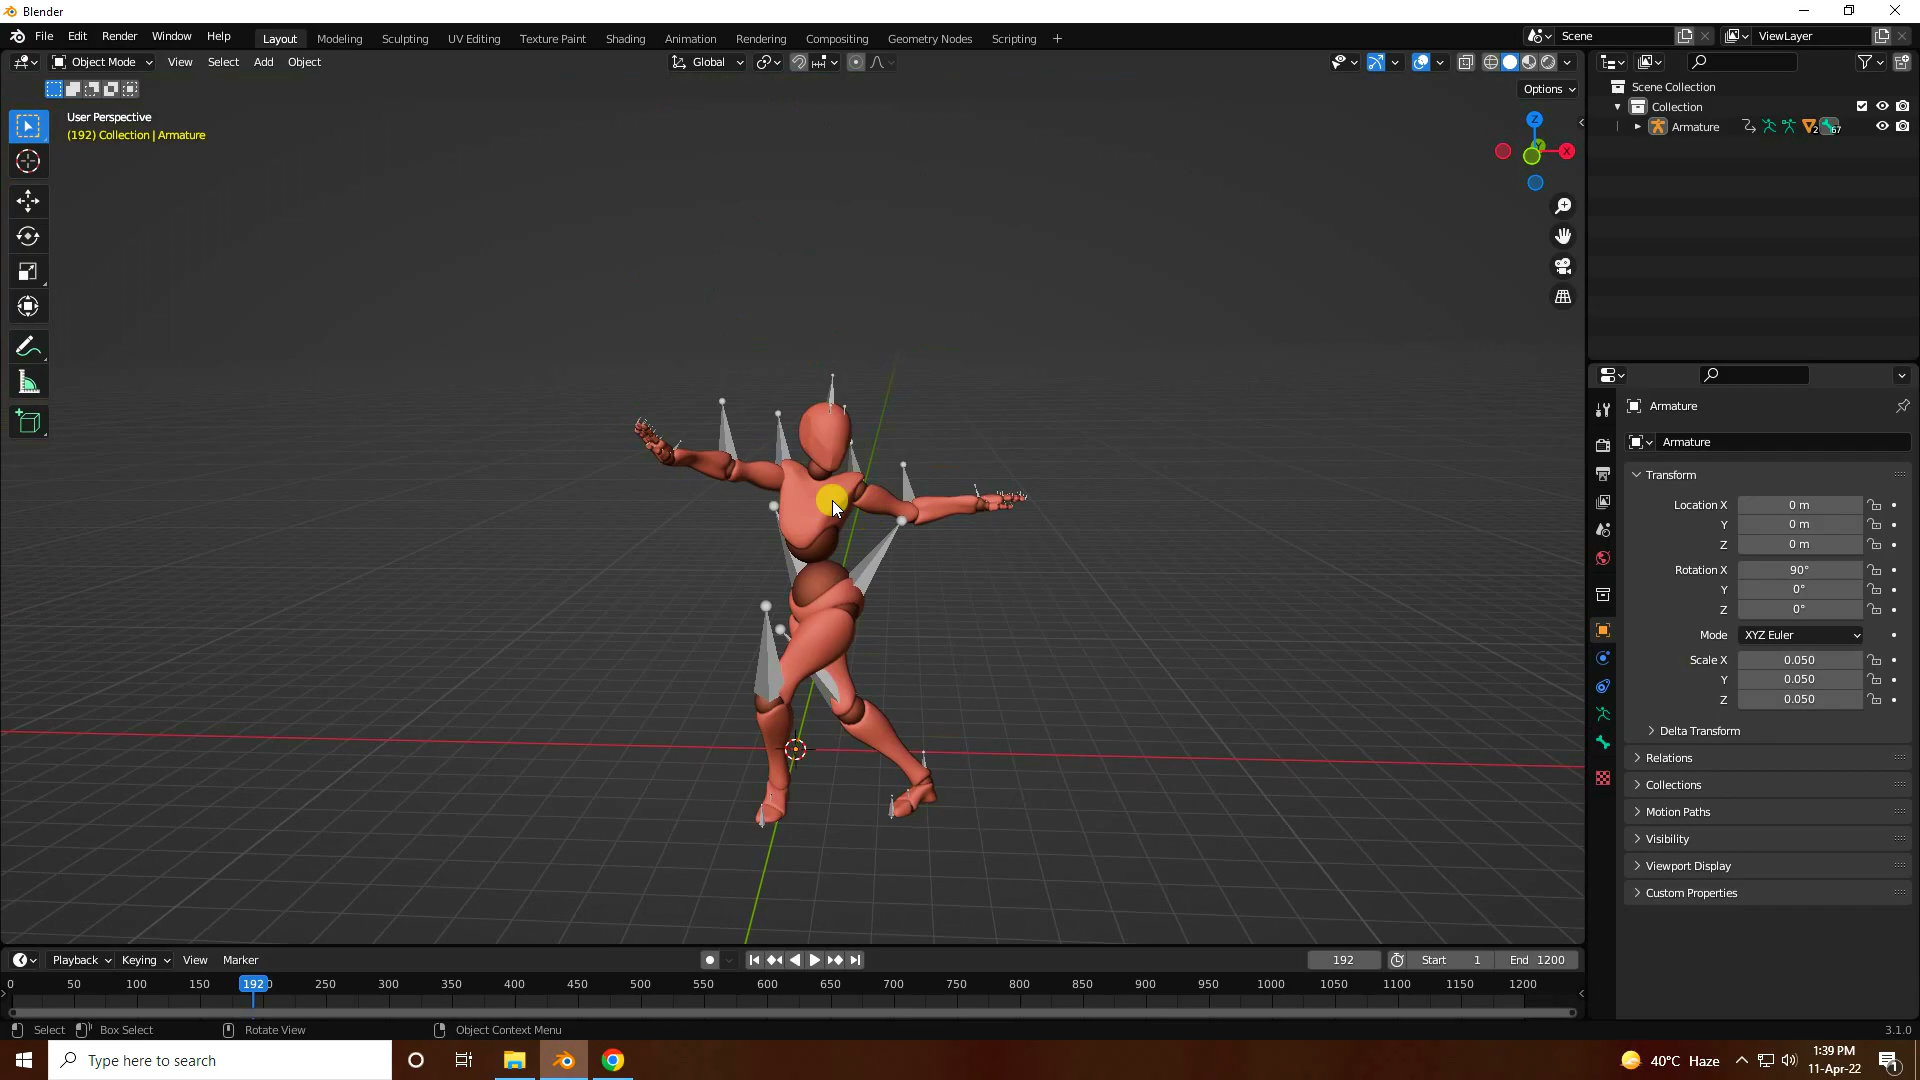 Blender
File Edit Render Window Help
Layout Modeling Sculpting UV Editing Texture Paint Shading Animation Rendering Compositing Geometry Nodes Scripting
Scene ViewLayer
Object Mode View Select Add Object Global
Options
User Perspective
(192) Collection | Armature
Z
X
Scene Collection
Collection
Armature 2 67
Armature
Armature
Transform
Location X 0 m
Y 0 m
Z 0 m
Rotation X 90°
Y 0°
Z 0°
Mode XYZ Euler
Scale X 0.050
Y 0.050
Z 0.050
Delta Transform
Relations
Collections
Motion Paths
Visibility
Viewport Display
Custom Properties
Playback Keying View Marker 192 Start 1 End 1200
0 50 100 150 192 250 300 350 400 450 500 550 600 650 700 750 800 850 900 950 1000 1050 1100 1150 1200
Select Box Select Rotate View Object Context Menu 3.1.0
Type here to search
40°C Haze
1:39 PM
11-Apr-22
1